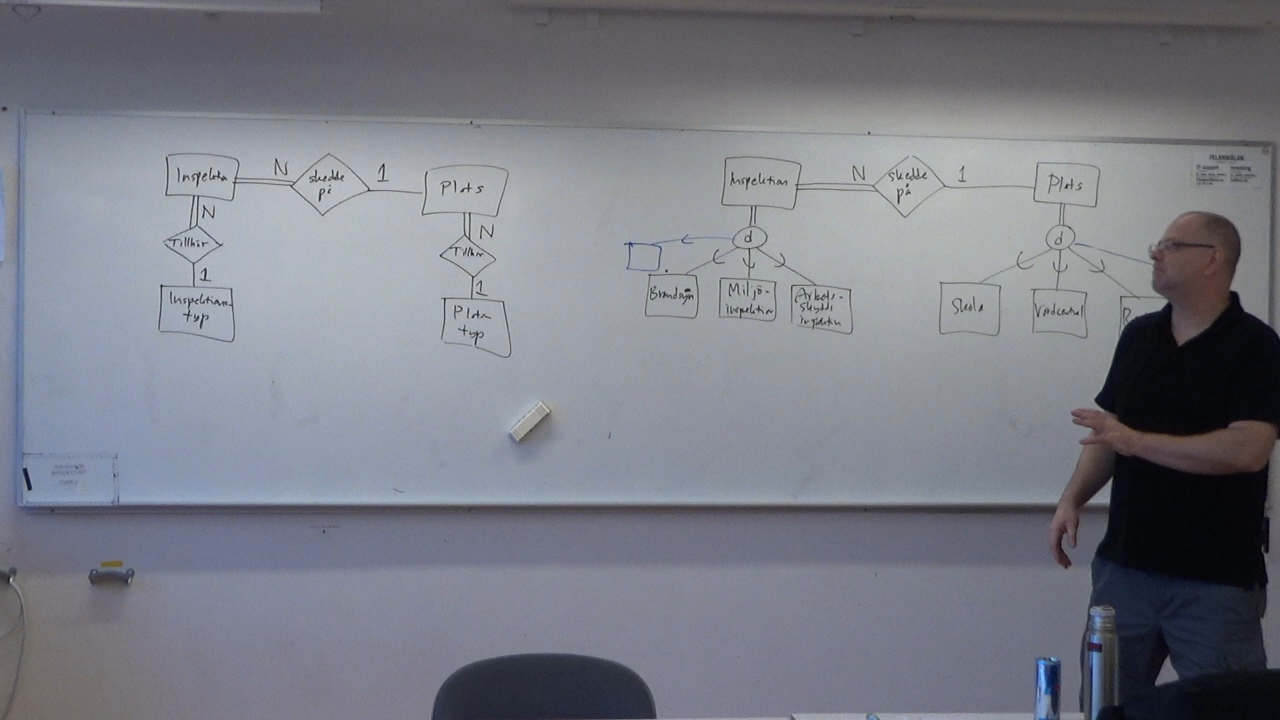 Inspektion
N
skedde
på
1
Plats
N
Tillhör
1
Inspektions
typ
N
Tillhör
1
Plats
typ
Inspektion
N
skedde
på
1
Plats
d
Brandsyn
Miljö-
inspektion
Arbets-
skydds
inspektion
d
Skola
Vårdcentral
FELANMÄLAN